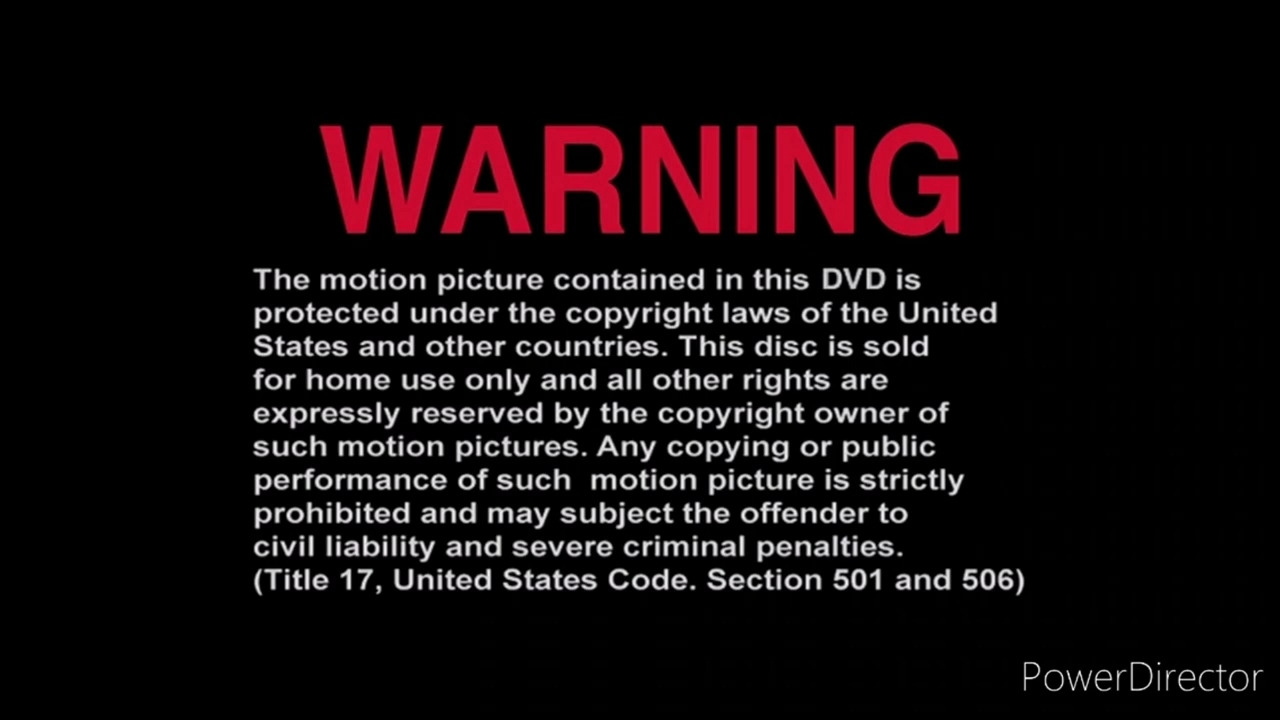 WARNING
The motion picture contained in this DVD is
protected under the copyright laws of the United
States and other countries. This disc is sold
for home use only and all other rights are
expressly reserved by the copyright owner of
such motion pictures. Any copying or public
performance of such  motion picture is strictly
prohibited and may subject the offender to
civil liability and severe criminal penalties.
(Title 17, United States Code. Section 501 and 506)
PowerDirector